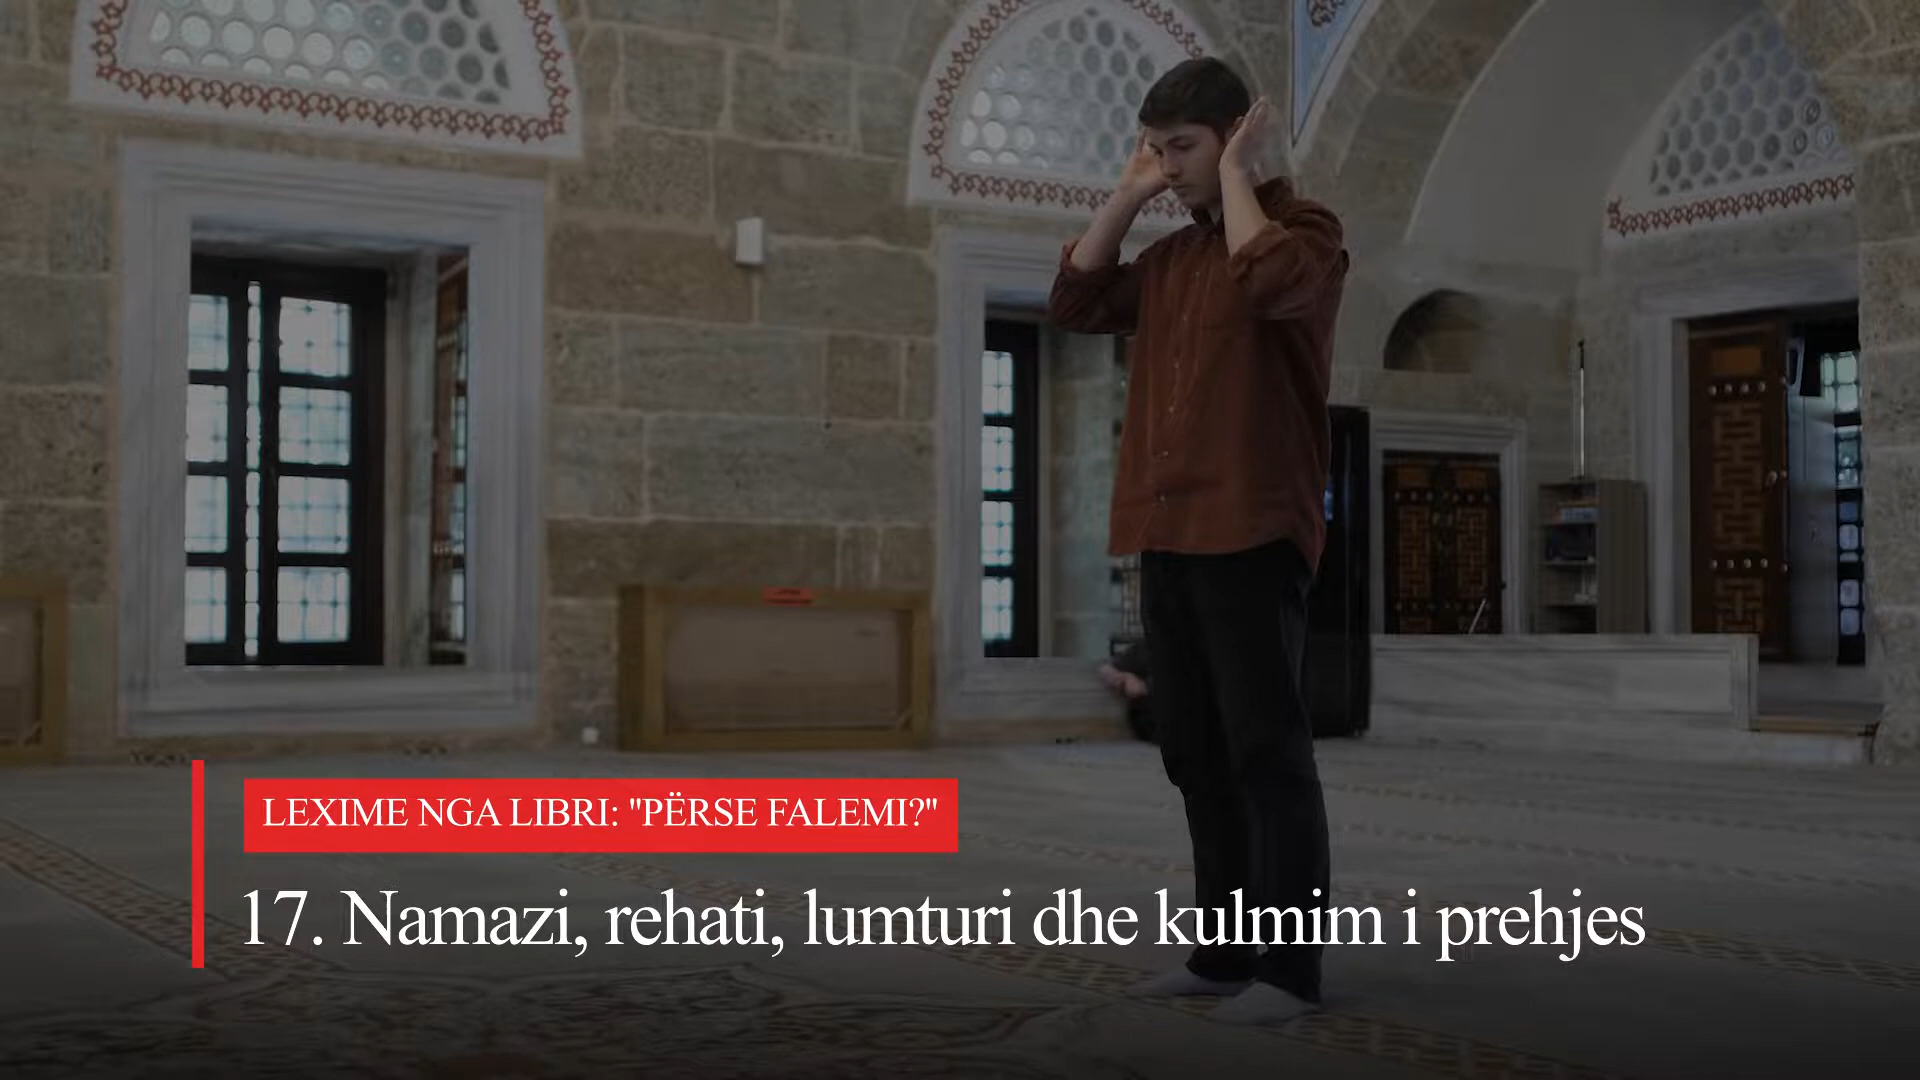 LEXIME NGA LIBRI: "PËRSE FALEMI?"
17. Namazi, rehati, lumturi dhe kulmim i prehjes